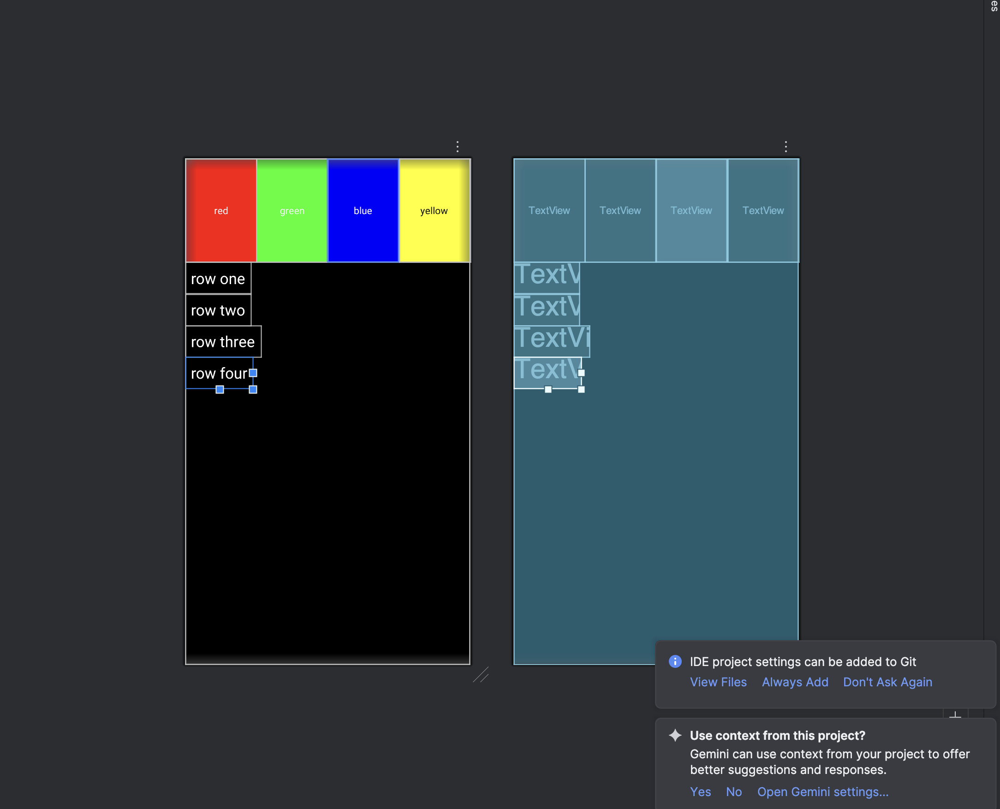 es
red green blue yellow
TextView TextView TextView TextView
row one
row two
row three
row four
TextV
TextV
TextVi
TextV
IDE project settings can be added to Git
View Files Always Add Don't Ask Again
Use context from this project?
Gemini can use context from your project to offer
better suggestions and responses.
Yes No Open Gemini settings...